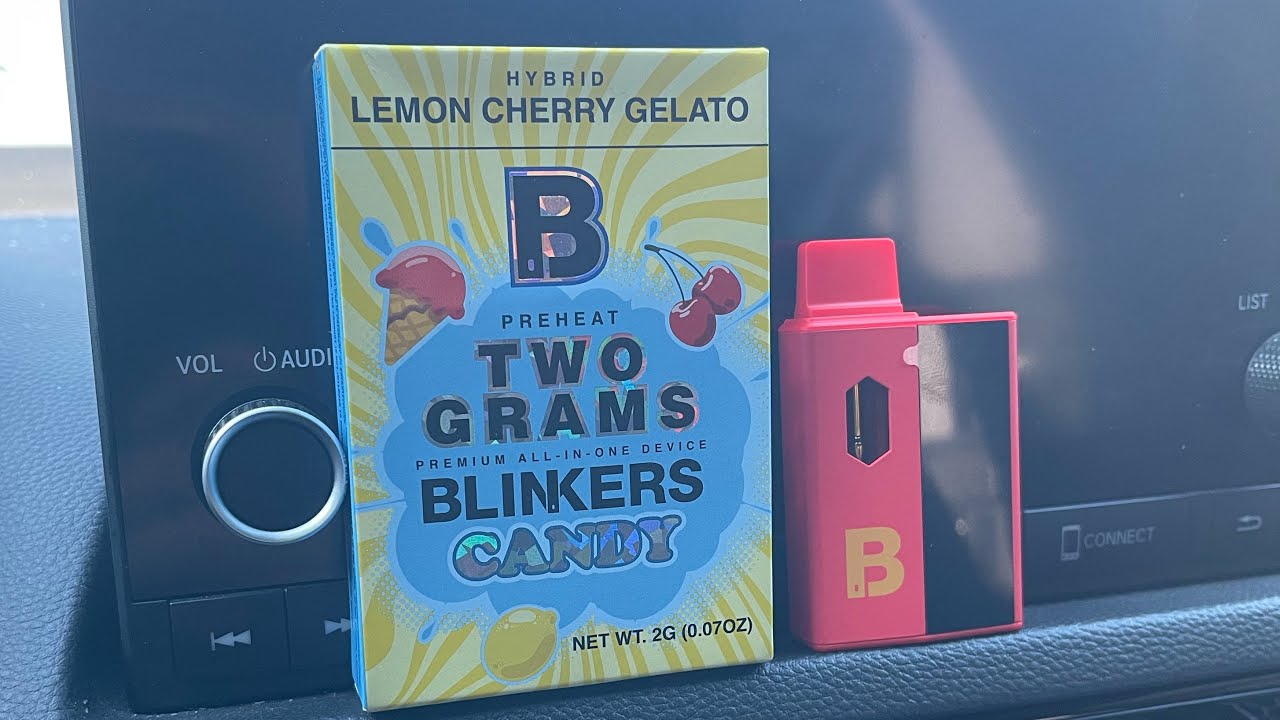 HYBRID
LEMON CHERRY GELATO
B
PREHEAT
TWO
GRAMS
PREMIUM ALL-IN-ONE DEVICE
BLINKERS
CANDY
NET WT. 2G (0.07OZ)
B
VOL
AUDI
LIST
CONNECT